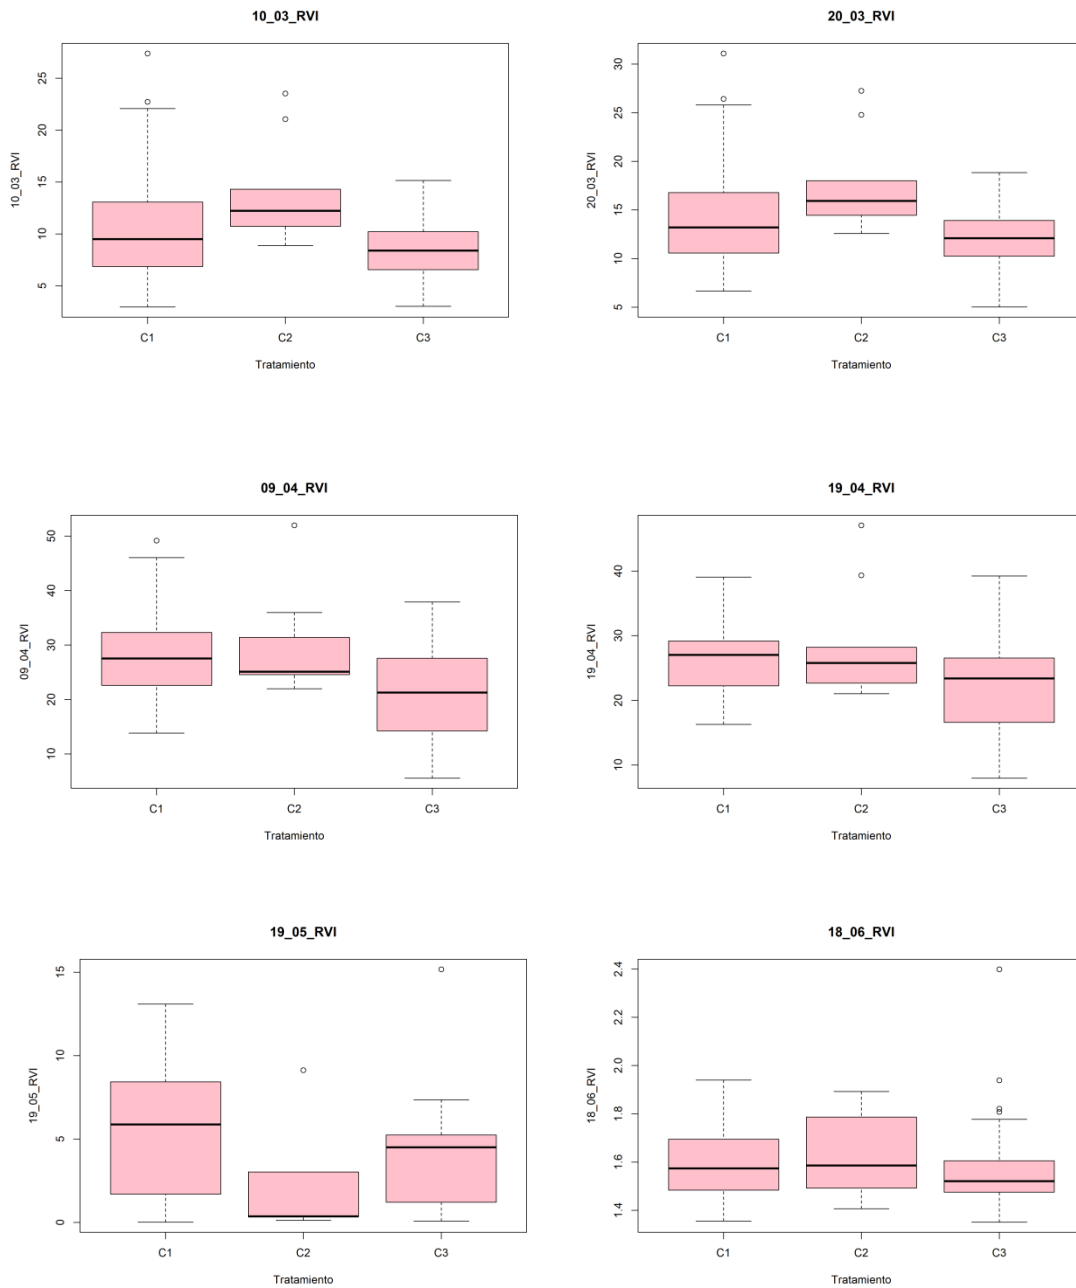 10_03_RVI
10_03_RVI
25
20
15
10
5
C1 C2 C3
Tratamiento
20_03_RVI
20_03_RVI
30
25
20
15
10
5
C1 C2 C3
Tratamiento
09_04_RVI
09_04_RVI
50
40
30
20
10
C1 C2 C3
Tratamiento
19_04_RVI
19_04_RVI
40
30
20
10
C1 C2 C3
Tratamiento
19_05_RVI
19_05_RVI
15
10
5
0
C1 C2 C3
Tratamiento
18_06_RVI
18_06_RVI
2.4
2.2
2.0
1.8
1.6
1.4
C1 C2 C3
Tratamiento